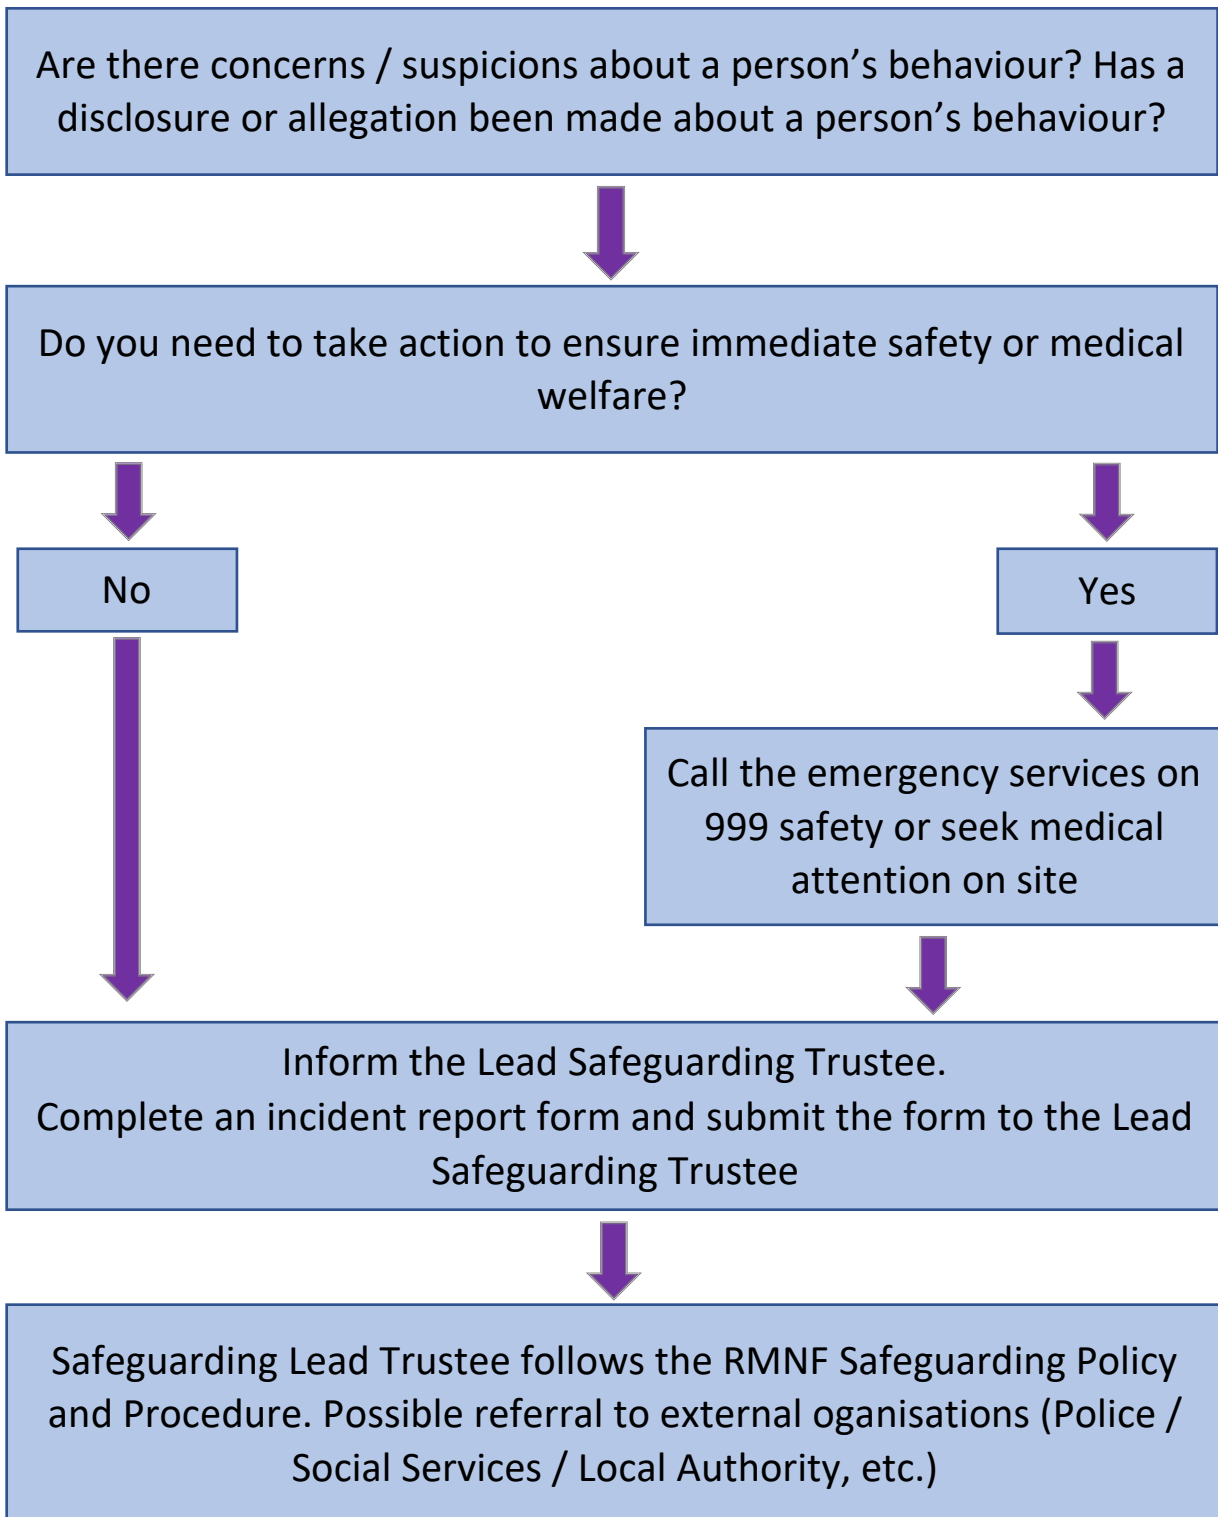 Are there concerns / suspicions about a person’s behaviour? Has a
disclosure or allegation been made about a person’s behaviour?
Do you need to take action to ensure immediate safety or medical
welfare?
No
Yes
Call the emergency services on
999 safety or seek medical
attention on site
Inform the Lead Safeguarding Trustee.
Complete an incident report form and submit the form to the Lead
Safeguarding Trustee
Safeguarding Lead Trustee follows the RMNF Safeguarding Policy
and Procedure. Possible referral to external oganisations (Police /
Social Services / Local Authority, etc.)